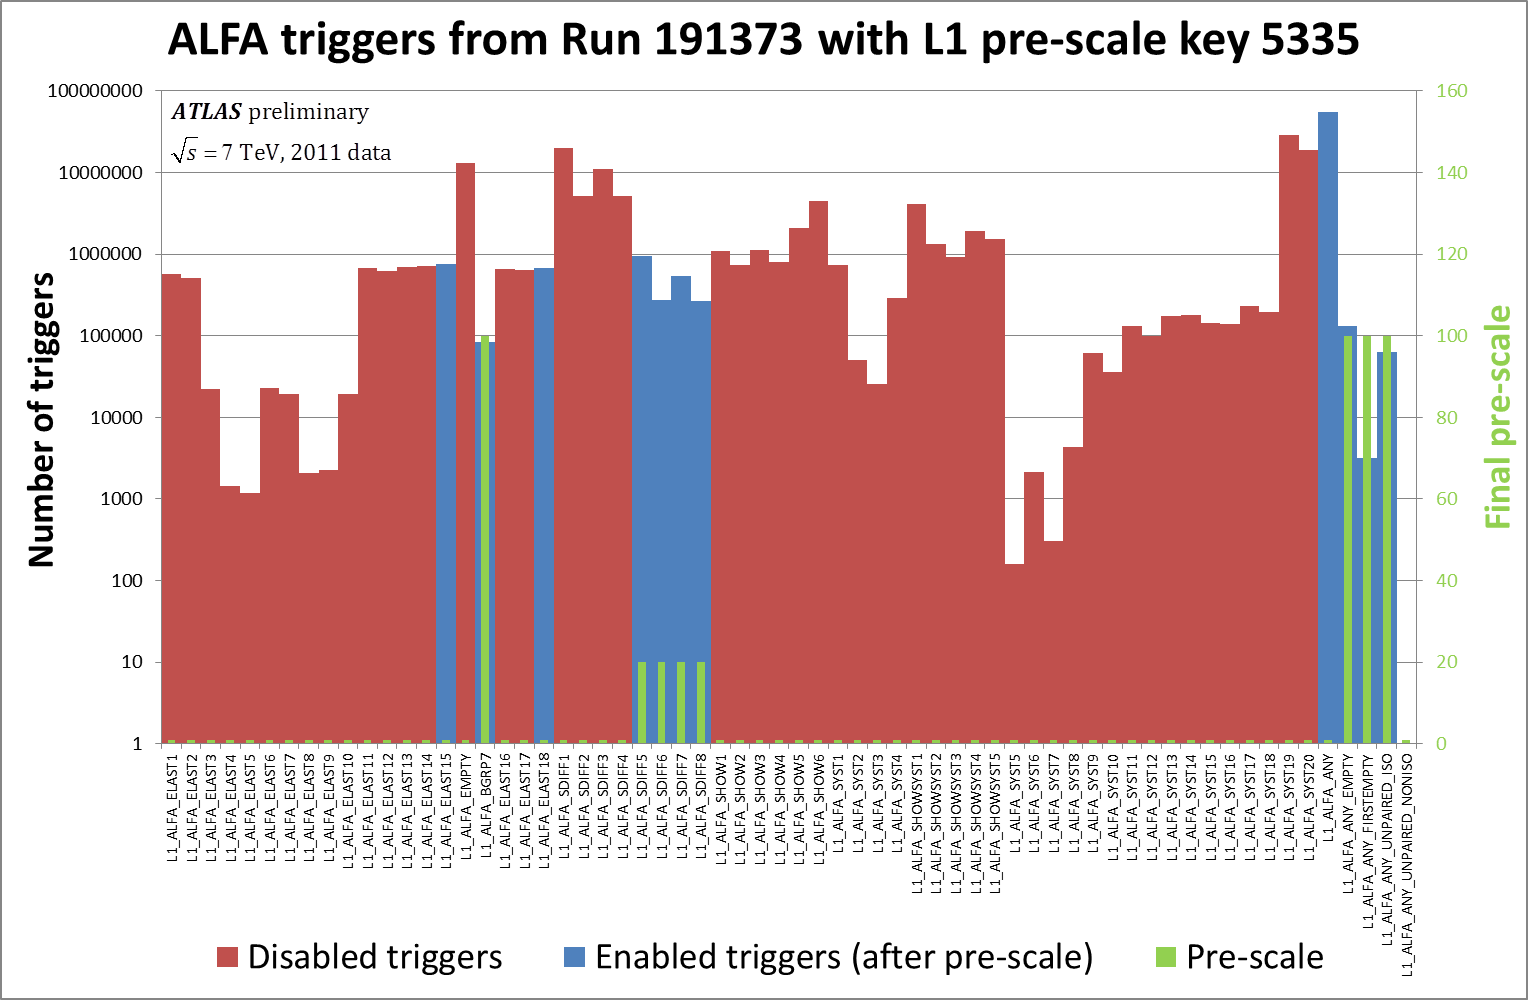 ALFA triggers from Run 191373 with L1 pre-scale key 5335
ATLAS preliminary
√s = 7 TeV, 2011 data
Number of triggers
100000000
10000000
1000000
100000
10000
1000
100
10
1
Final pre-scale
160
140
120
100
80
60
40
20
0
L1_ALFA_ELAST1
L1_ALFA_ELAST2
L1_ALFA_ELAST3
L1_ALFA_ELAST4
L1_ALFA_ELAST5
L1_ALFA_ELAST6
L1_ALFA_ELAST7
L1_ALFA_ELAST8
L1_ALFA_ELAST9
L1_ALFA_ELAST10
L1_ALFA_ELAST11
L1_ALFA_ELAST12
L1_ALFA_ELAST13
L1_ALFA_ELAST14
L1_ALFA_ELAST15
L1_ALFA_EMPTY
L1_ALFA_BGRP7
L1_ALFA_ELAST16
L1_ALFA_ELAST17
L1_ALFA_ELAST18
L1_ALFA_SDIFF1
L1_ALFA_SDIFF2
L1_ALFA_SDIFF3
L1_ALFA_SDIFF4
L1_ALFA_SDIFF5
L1_ALFA_SDIFF6
L1_ALFA_SDIFF7
L1_ALFA_SDIFF8
L1_ALFA_SHOW1
L1_ALFA_SHOW2
L1_ALFA_SHOW3
L1_ALFA_SHOW4
L1_ALFA_SHOW5
L1_ALFA_SHOW6
L1_ALFA_SYST1
L1_ALFA_SYST2
L1_ALFA_SYST3
L1_ALFA_SYST4
L1_ALFA_SHOWSYST1
L1_ALFA_SHOWSYST2
L1_ALFA_SHOWSYST3
L1_ALFA_SHOWSYST4
L1_ALFA_SHOWSYST5
L1_ALFA_SYST5
L1_ALFA_SYST6
L1_ALFA_SYST7
L1_ALFA_SYST8
L1_ALFA_SYST9
L1_ALFA_SYST10
L1_ALFA_SYST11
L1_ALFA_SYST12
L1_ALFA_SYST13
L1_ALFA_SYST14
L1_ALFA_SYST15
L1_ALFA_SYST16
L1_ALFA_SYST17
L1_ALFA_SYST18
L1_ALFA_SYST19
L1_ALFA_SYST20
L1_ALFA_ANY
L1_ALFA_ANY_EMPTY
L1_ALFA_ANY_FIRSTEMPTY
L1_ALFA_ANY_UNPAIRED_ISO
L1_ALFA_ANY_UNPAIRED_NONISO
Disabled triggers
Enabled triggers (after pre-scale)
Pre-scale